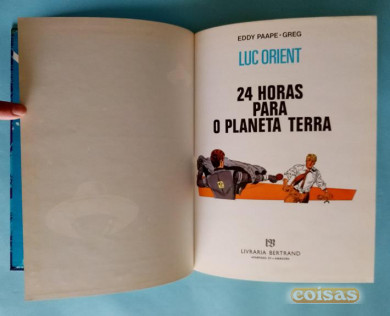 EDDY PAAPE - GREG
LUC ORIENT
24 HORAS
PARA
O PLANETA TERRA
LIVRARIA BERTRAND
coisas